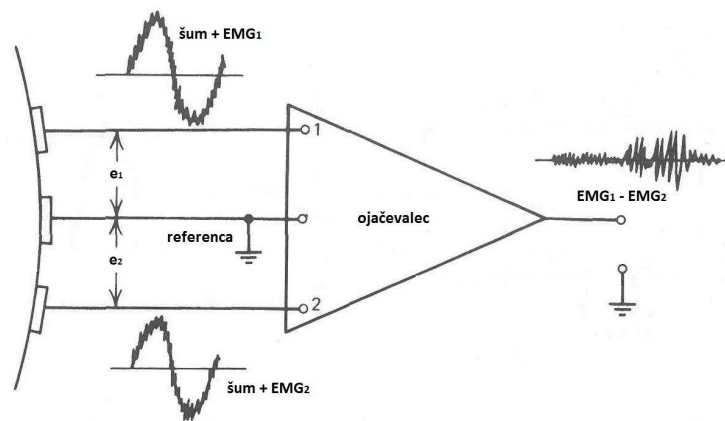 šum + EMG1
1
e1
referenca
ojačevalec
EMG1 - EMG2
e2
2
šum + EMG2